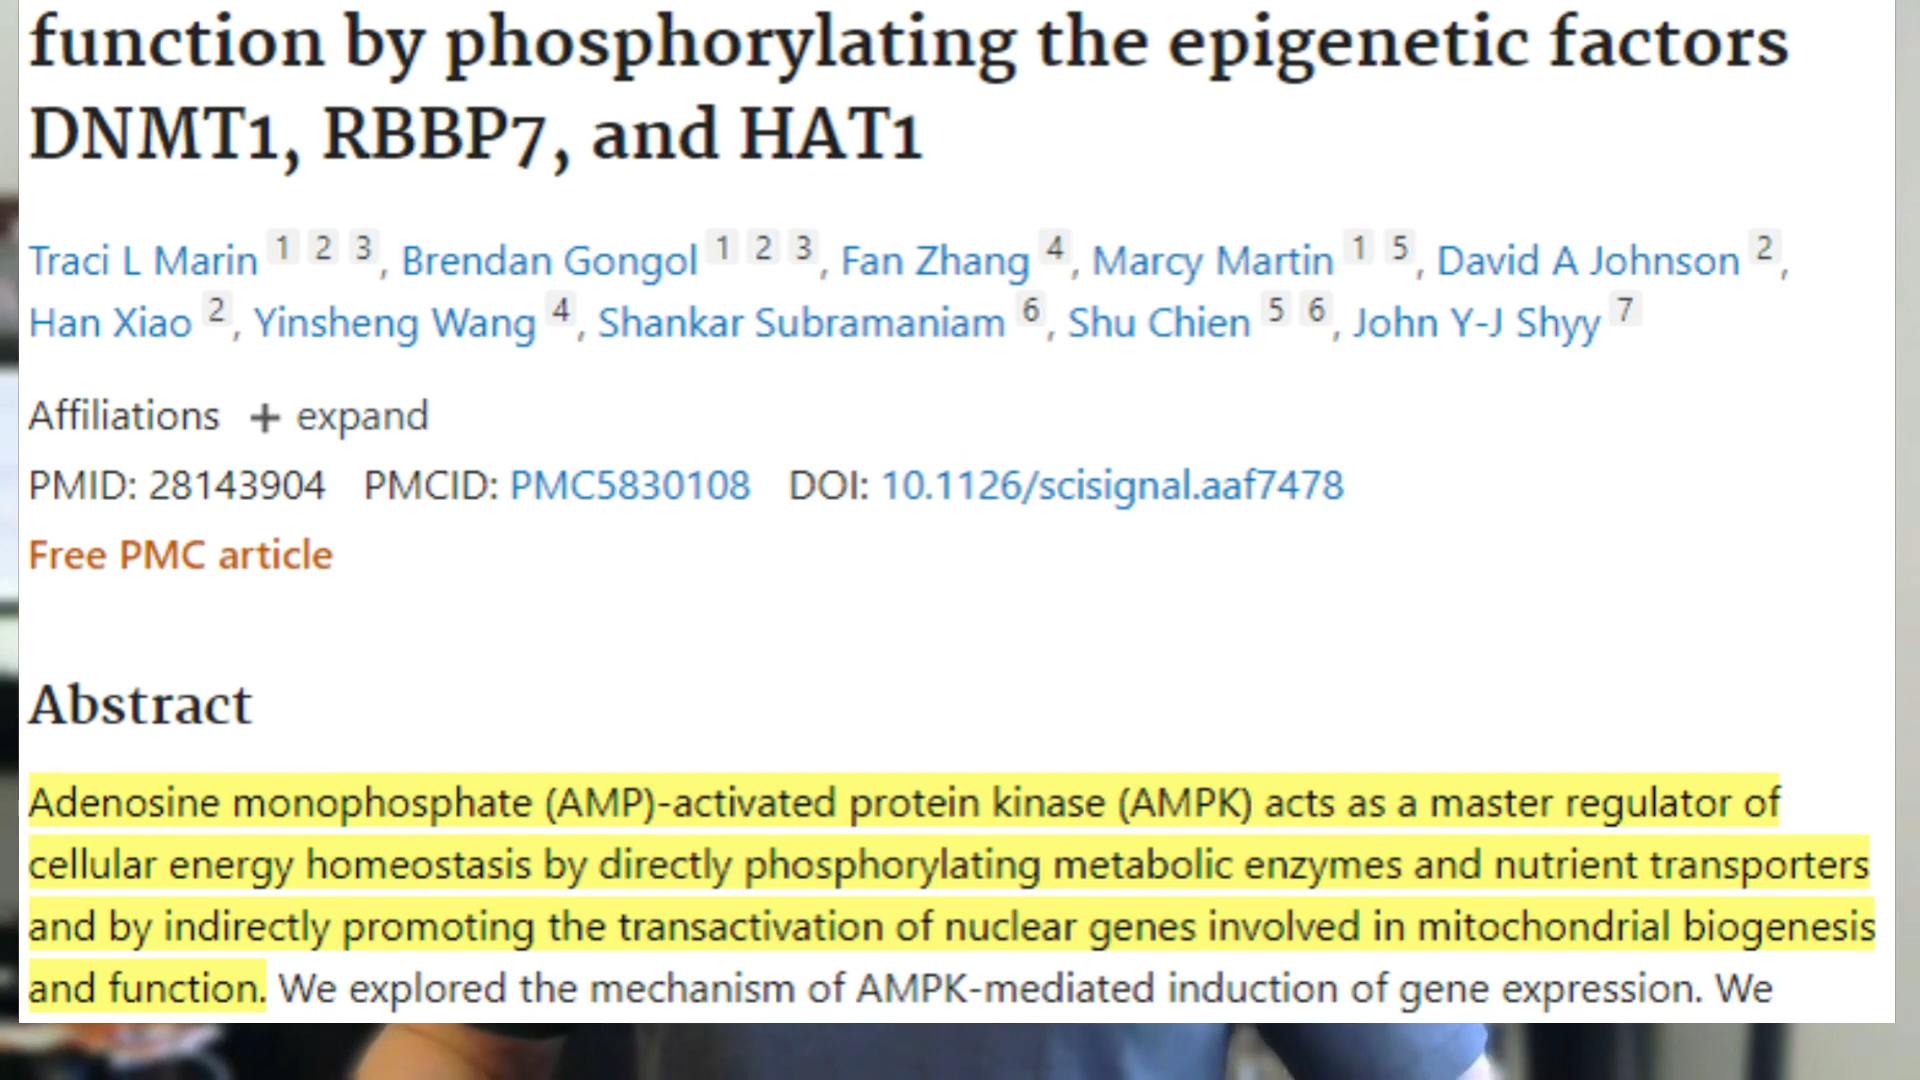 function by phosphorylating the epigenetic factors
DNMT1, RBBP7, and HAT1
Traci L Marin 1 2 3, Brendan Gongol 1 2 3, Fan Zhang 4, Marcy Martin 1 5, David A Johnson 2,
Han Xiao 2, Yinsheng Wang 4, Shankar Subramaniam 6, Shu Chien 5 6, John Y-J Shyy 7
Affiliations + expand
PMID: 28143904 PMCID: PMC5830108 DOI: 10.1126/scisignal.aaf7478
Free PMC article
Abstract
Adenosine monophosphate (AMP)-activated protein kinase (AMPK) acts as a master regulator of
cellular energy homeostasis by directly phosphorylating metabolic enzymes and nutrient transporters
and by indirectly promoting the transactivation of nuclear genes involved in mitochondrial biogenesis
and function. We explored the mechanism of AMPK-mediated induction of gene expression. We